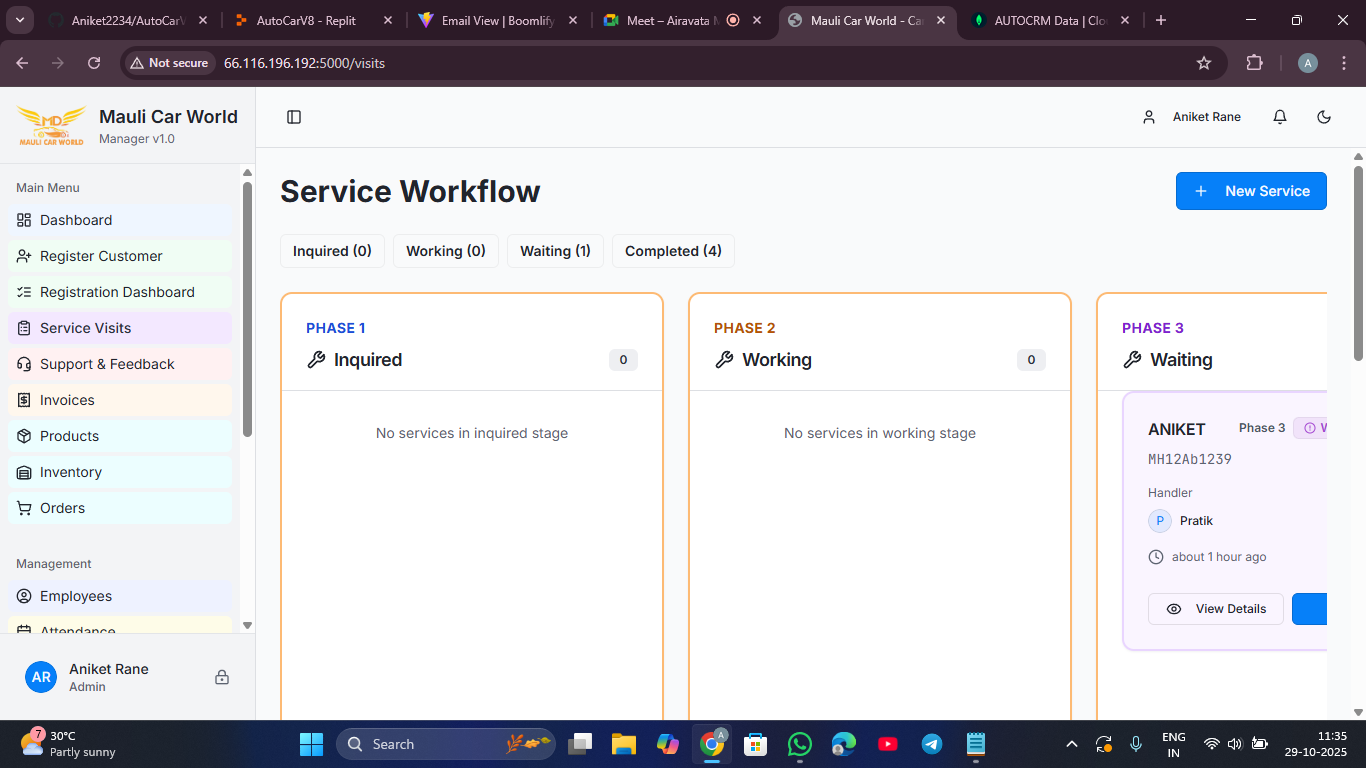 Aniket2234/AutoCarV
AutoCarV8 - Replit
Email View | Boomlify
Meet – Airavata M
Mauli Car World - Ca
AUTOCRM Data | Clo
Not secure
66.116.196.192:5000/visits
A
MD
MAULI CAR WORLD
Mauli Car World
Manager v1.0
Aniket Rane
Main Menu
Dashboard
Register Customer
Registration Dashboard
Service Visits
Support & Feedback
Invoices
Products
Inventory
Orders
Management
Employees
Attendance
AR
Aniket Rane
Admin
Service Workflow
New Service
Inquired (0)
Working (0)
Waiting (1)
Completed (4)
PHASE 1
Inquired
0
No services in inquired stage
PHASE 2
Working
0
No services in working stage
PHASE 3
Waiting
ANIKET
Phase 3
W
MH12Ab1239
Handler
P
Pratik
about 1 hour ago
View Details
7
30°C
Partly sunny
Search
A
ENG
IN
11:35
29-10-2025